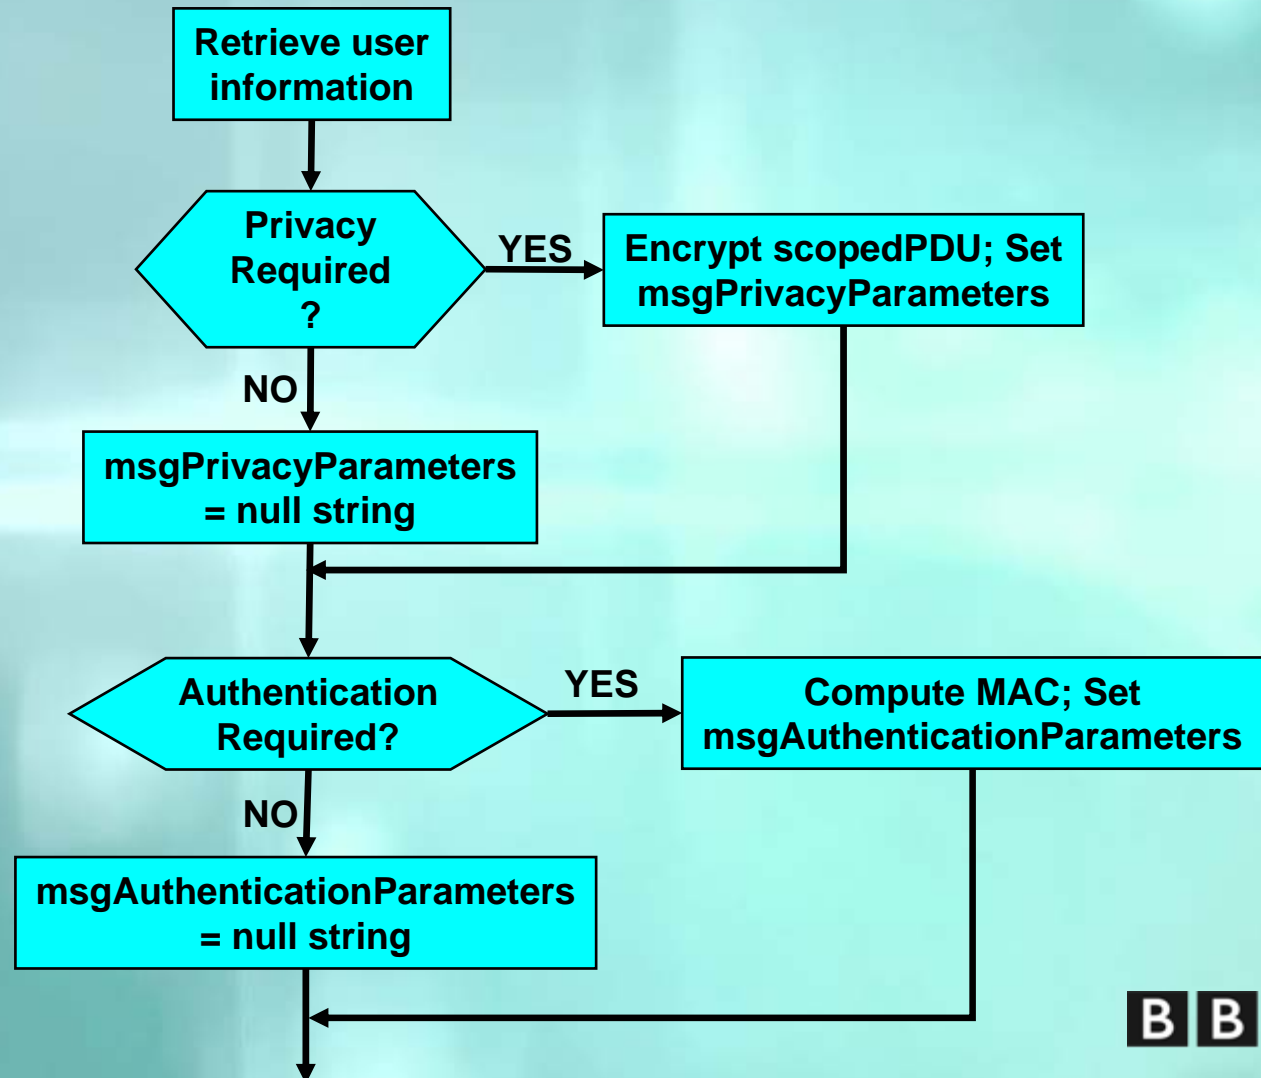 Retrieve user
information
Privacy
Required
?
YES
Encrypt scopedPDU; Set
msgPrivacyParameters
NO
msgPrivacyParameters
= null string
Authentication
Required?
YES
Compute MAC; Set
msgAuthenticationParameters
NO
msgAuthenticationParameters
= null string
B B